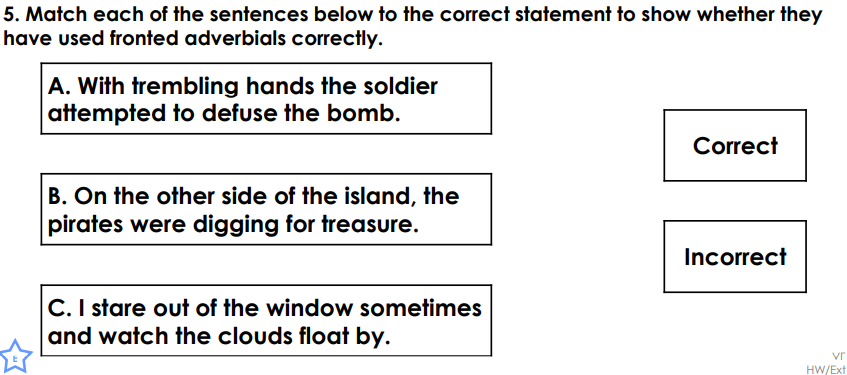 5. Match each of the sentences below to the correct statement to show whether they
have used fronted adverbials correctly.
A. With trembling hands the soldier
attempted to defuse the bomb.
Correct
B. On the other side of the island, the
pirates were digging for treasure.
Incorrect
C. I stare out of the window sometimes
and watch the clouds float by.
E
VF
HW/Ext